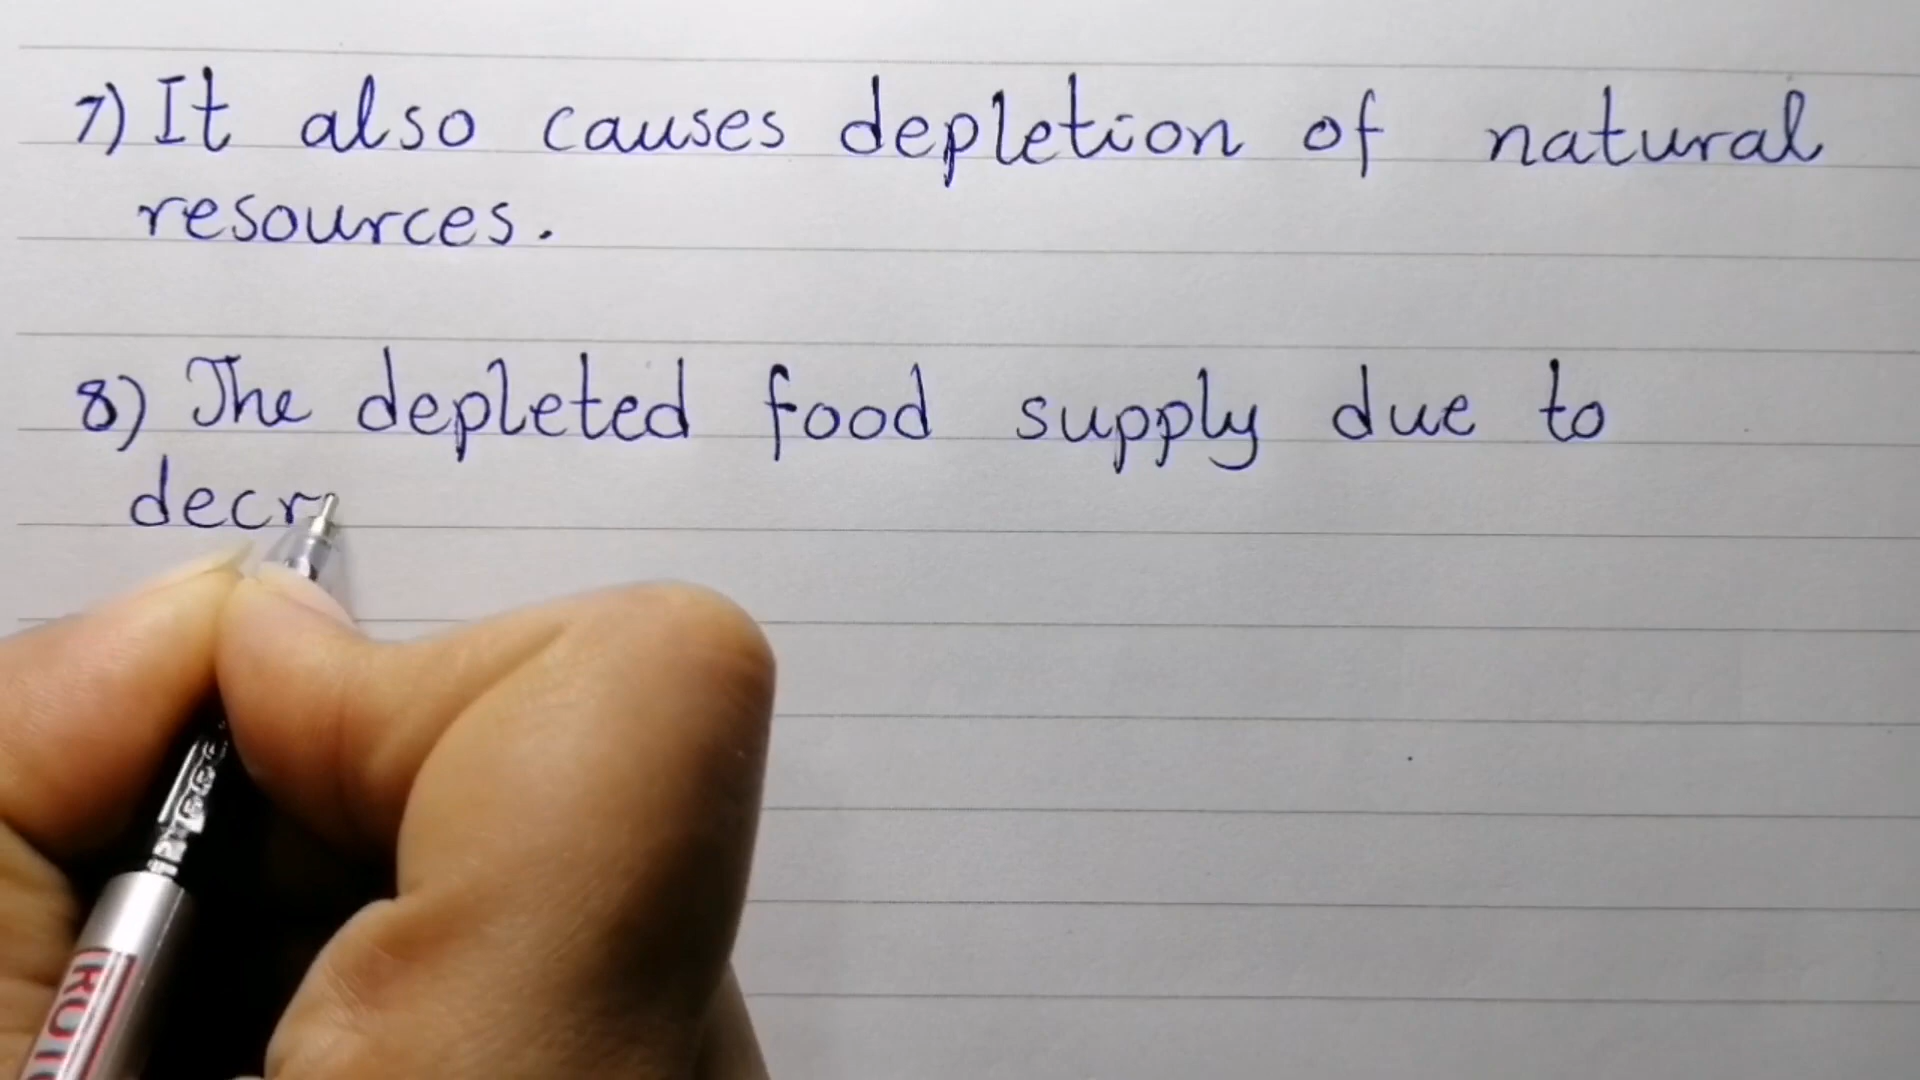 7) It also causes depletion of natural
resources.
8) The depleted food supply due to
decr